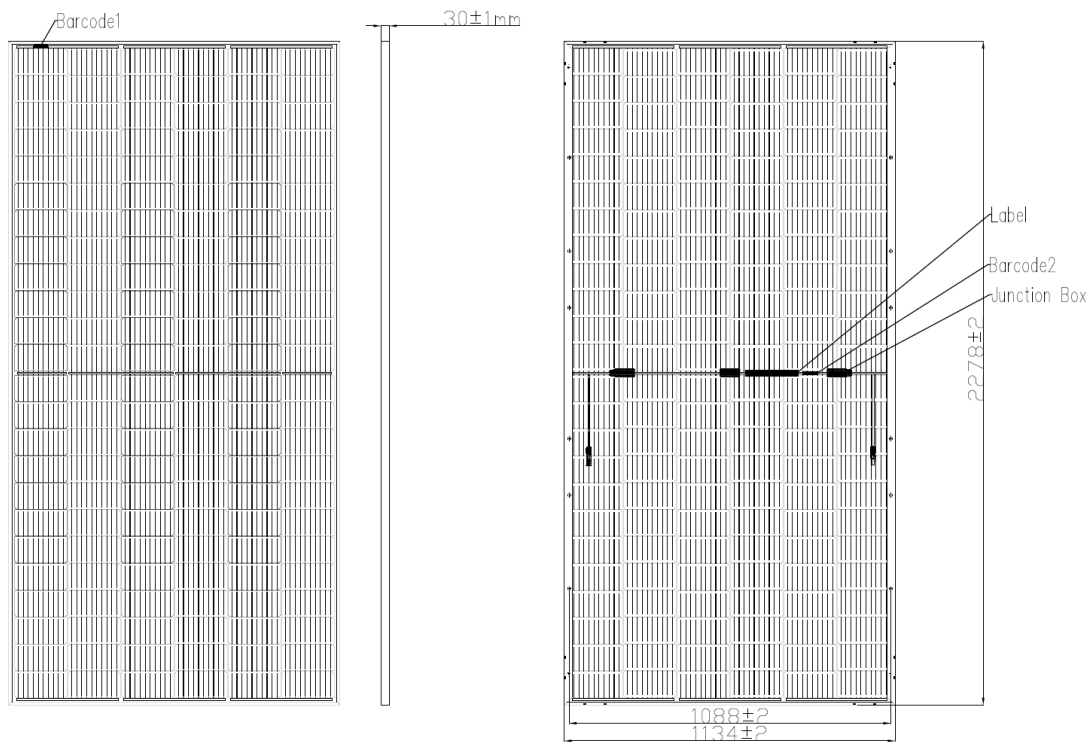 Barcode1
30±1mm
Label
Barcode2
Junction Box
2278±2
1088±2
1134±2